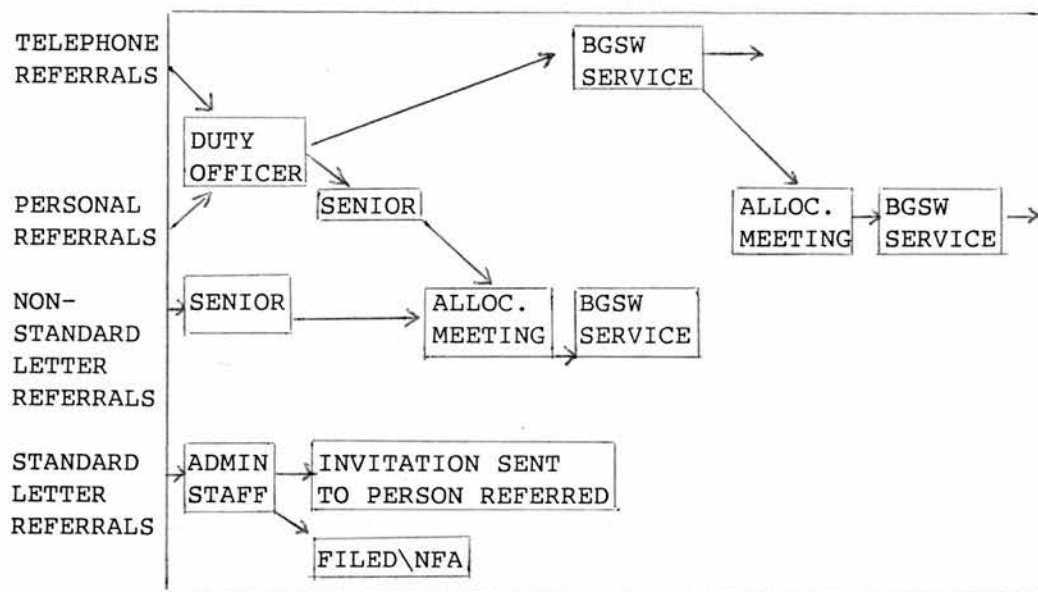 TELEPHONE
REFERRALS
BGSW
SERVICE
DUTY
OFFICER
PERSONAL
REFERRALS
SENIOR
ALLOC.
MEETING
BGSW
SERVICE
NON-
STANDARD
LETTER
REFERRALS
SENIOR
ALLOC.
MEETING
BGSW
SERVICE
STANDARD
LETTER
REFERRALS
ADMIN
STAFF
INVITATION SENT
TO PERSON REFERRED
FILED\NFA